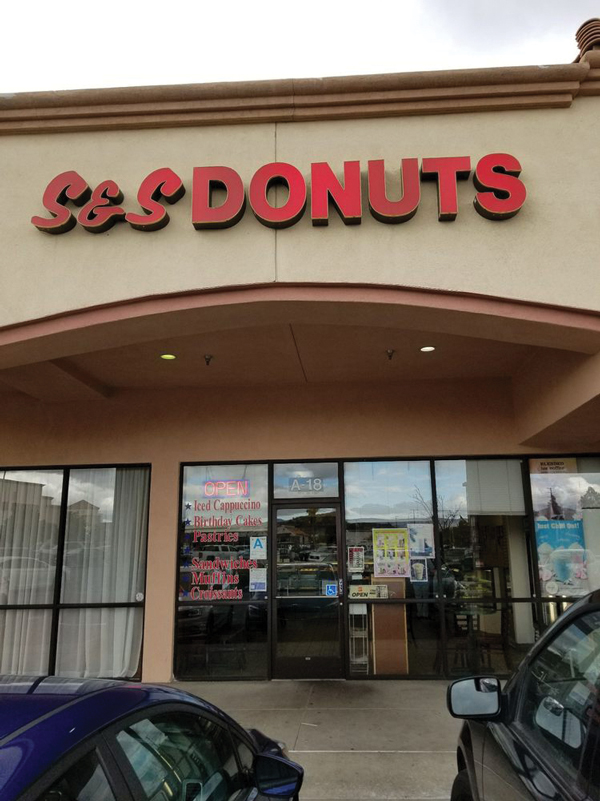 S&S DONUTS
OPEN
A-18
Iced Cappuccino
Birthday Cakes
Pastries
A
Sandwiches
Muffins
Croissants
OPEN